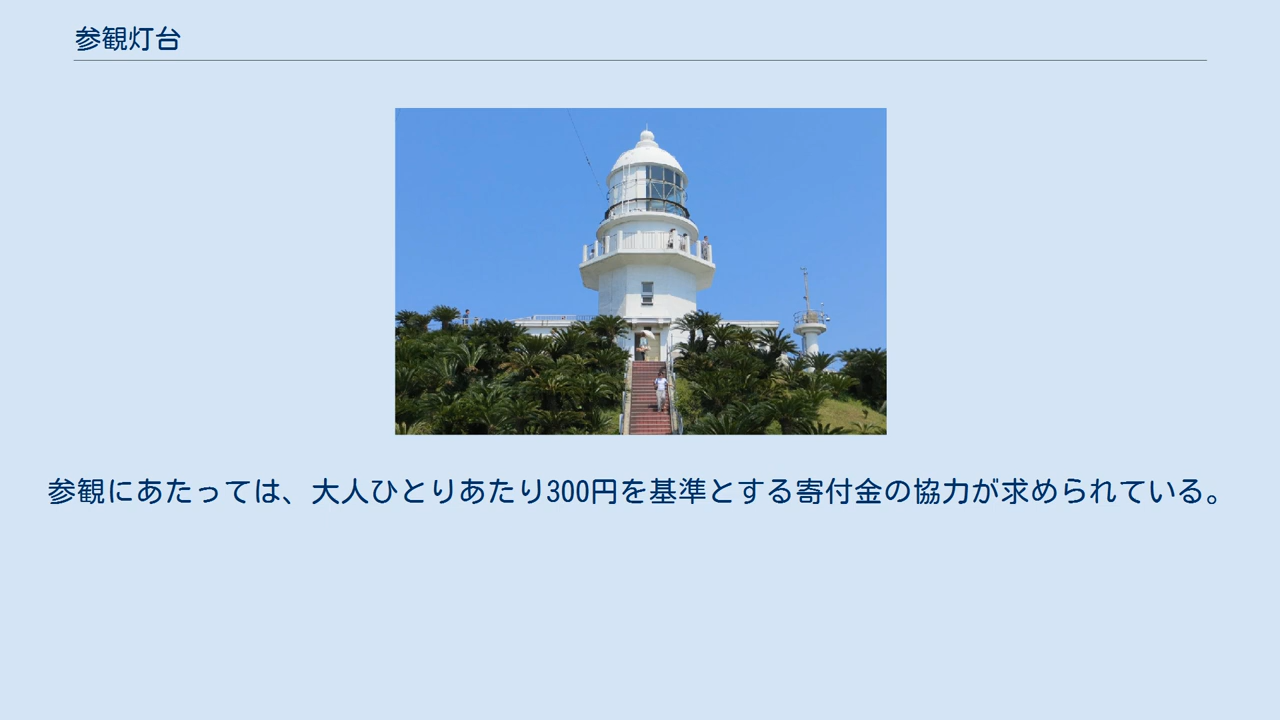 参観灯台
参観にあたっては、大人ひとりあたり300円を基準とする寄付金の協力が求められている。